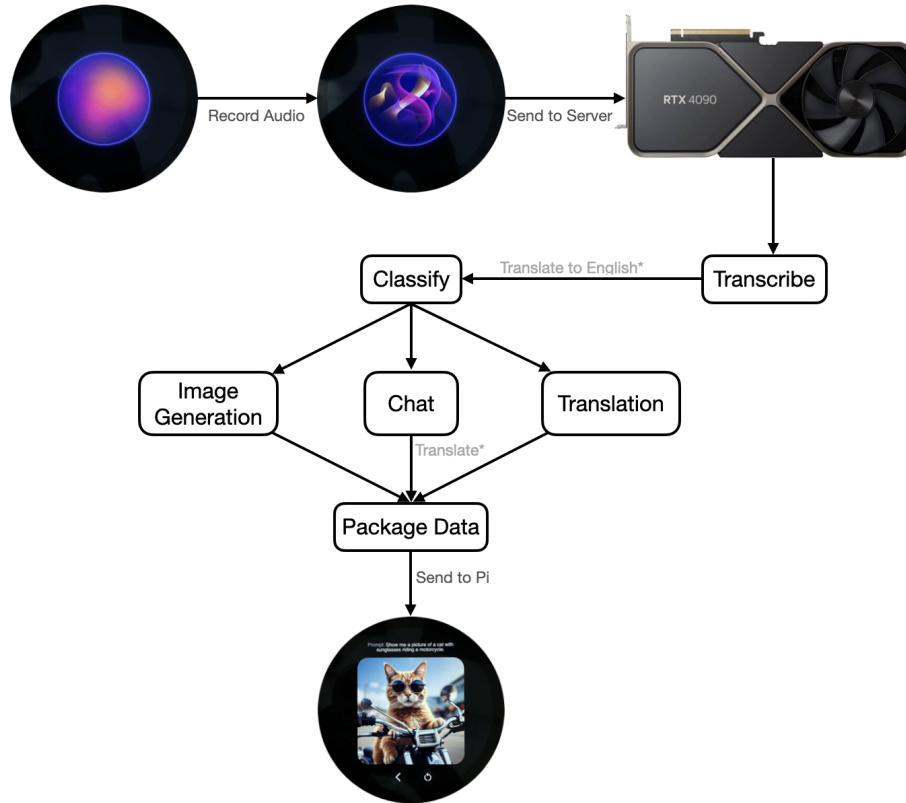 Record Audio
Send to Server
RTX 4090
Translate to English*
Classify
Transcribe
Image
Generation
Chat
Translation
Translate*
Package Data
Send to Pi
Prompt: Show me a picture of a cat with
sunglasses riding a motorcycle.